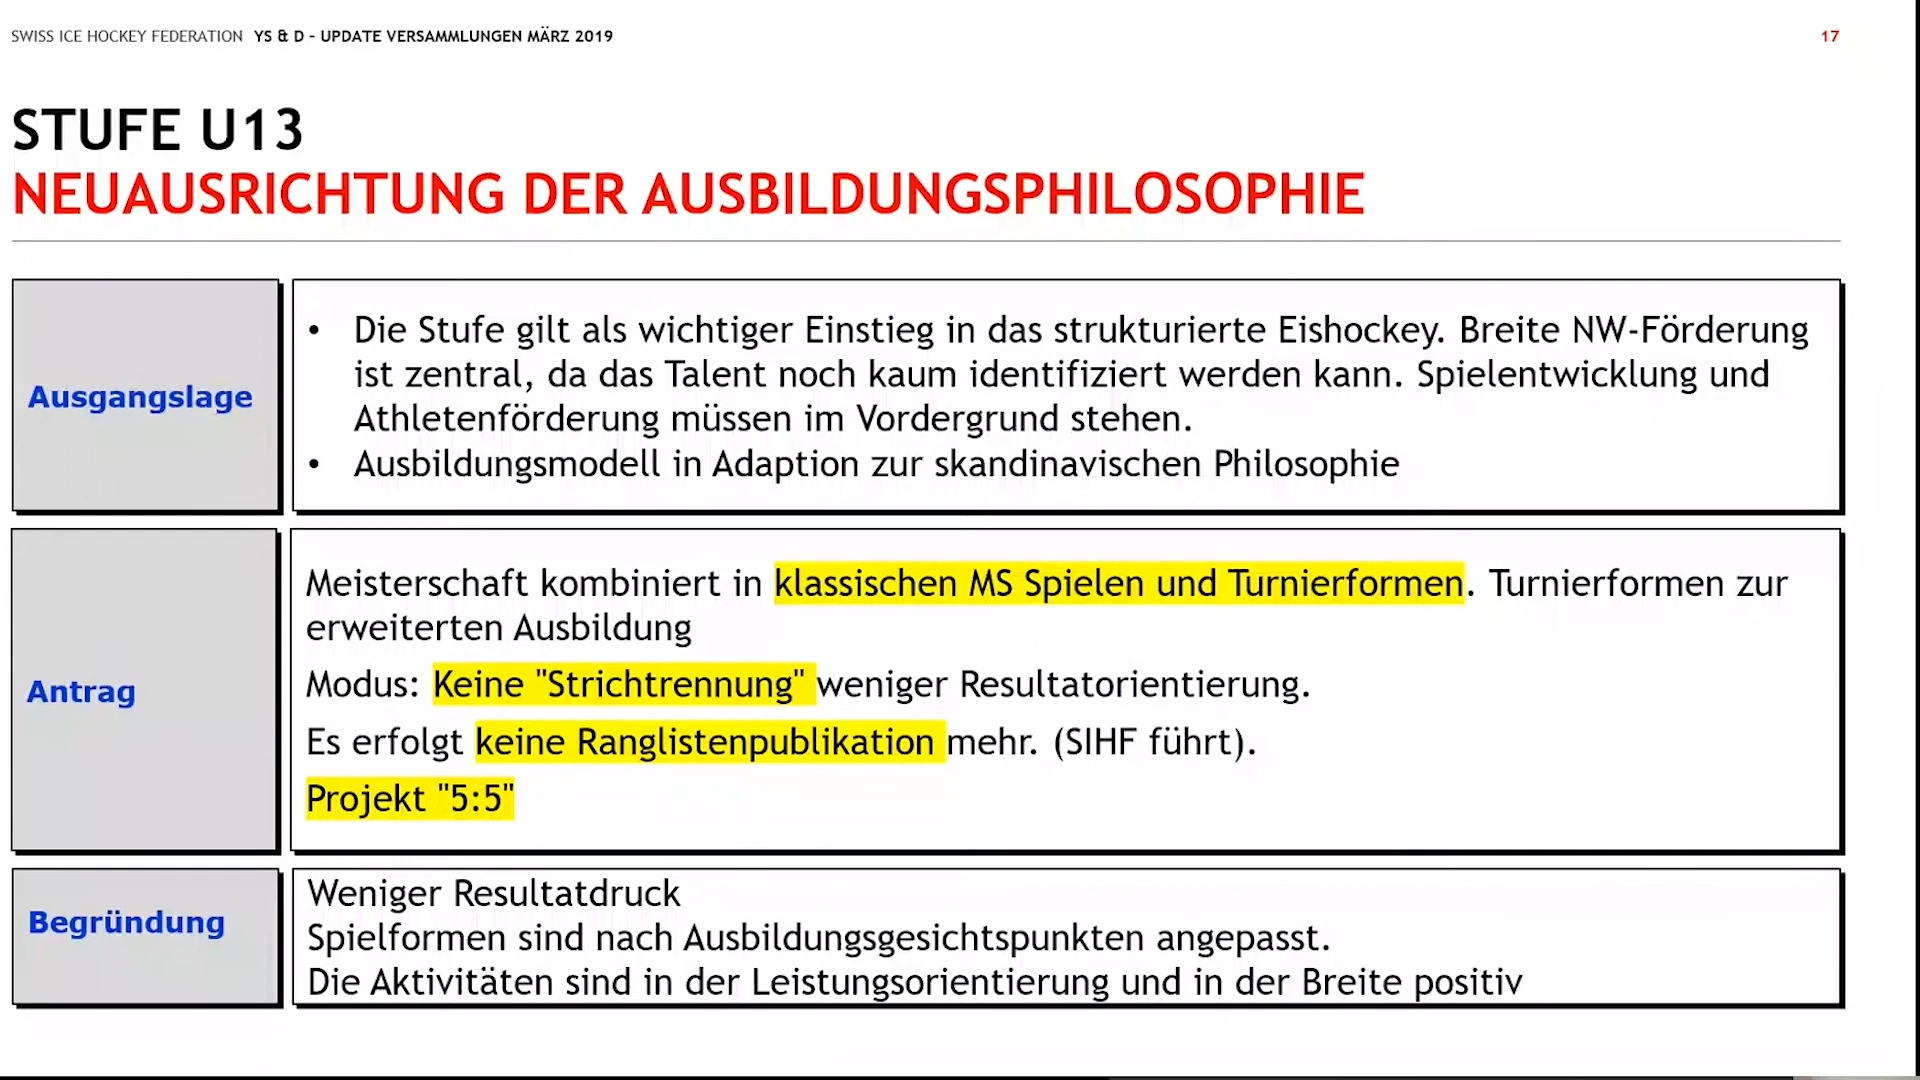 SWISS ICE HOCKEY FEDERATION YS & D - UPDATE VERSAMMLUNGEN MÄRZ 2019
17
STUFE U13
NEUAUSRICHTUNG DER AUSBILDUNGSPHILOSOPHIE
Ausgangslage
• Die Stufe gilt als wichtiger Einstieg in das strukturierte Eishockey. Breite NW-Förderung
ist zentral, da das Talent noch kaum identifiziert werden kann. Spielentwicklung und
Athletenförderung müssen im Vordergrund stehen.
• Ausbildungsmodell in Adaption zur skandinavischen Philosophie
Antrag
Meisterschaft kombiniert in klassischen MS Spielen und Turnierformen. Turnierformen zur
erweiterten Ausbildung
Modus: Keine "Strichtrennung" weniger Resultatorientierung.
Es erfolgt keine Ranglistenpublikation mehr. (SIHF führt).
Projekt "5:5"
Begründung
Weniger Resultatdruck
Spielformen sind nach Ausbildungsgesichtspunkten angepasst.
Die Aktivitäten sind in der Leistungsorientierung und in der Breite positiv